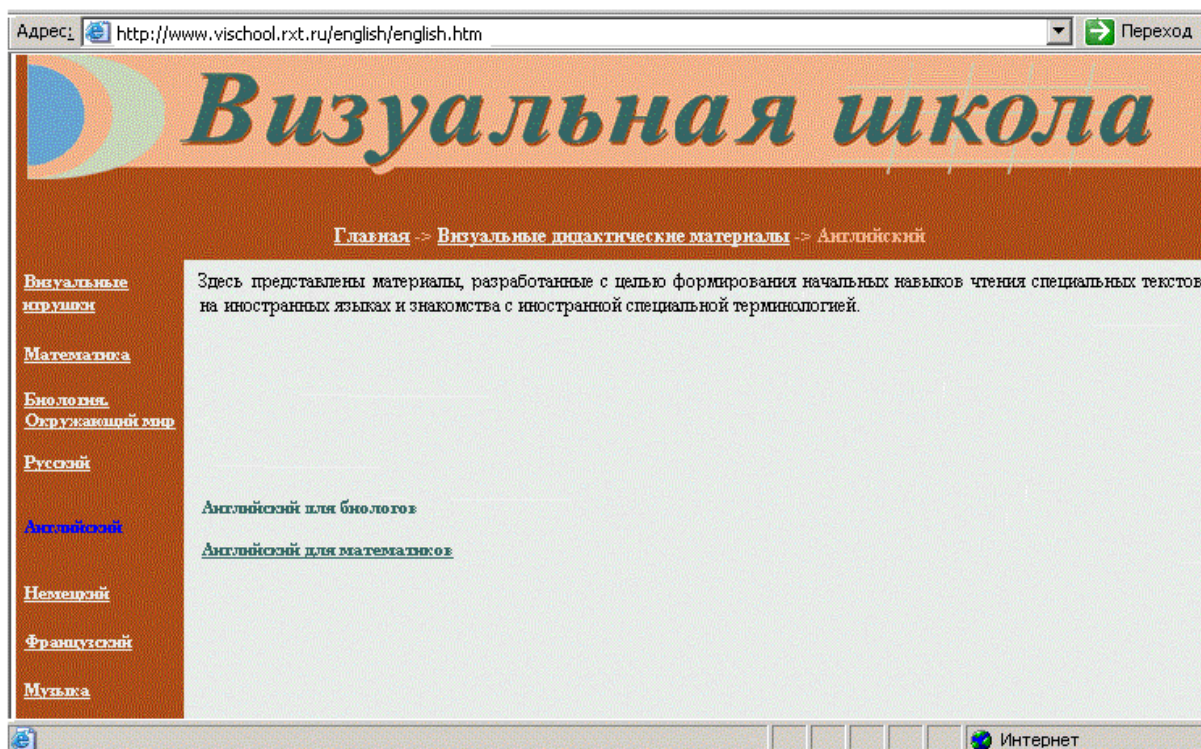 Адрес: http://www.vischool.rxt.ru/english/english.htm Переход
Визуальная школа
Главная -> Визуальные дидактические материалы -> Английский
Визуальные
игрушки
Математика
Биология.
Окружающий мир
Русский
Английский
Немецкий
Французский
Музыка
Здесь представлены материалы, разработанные с целью формирования начальных навыков чтения специальных текстов
на иностранных языках и знакомства с иностранной специальной терминологией.
Английский для биологов
Английский для математиков
Интернет